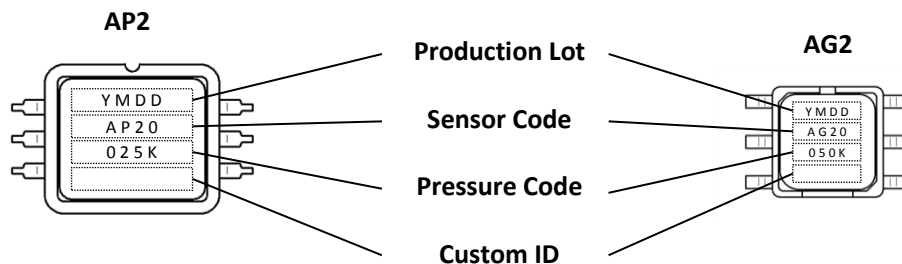 AP2
YMDD
AP20
025K
Production Lot
Sensor Code
Pressure Code
Custom ID
AG2
YMDD
AG20
050K